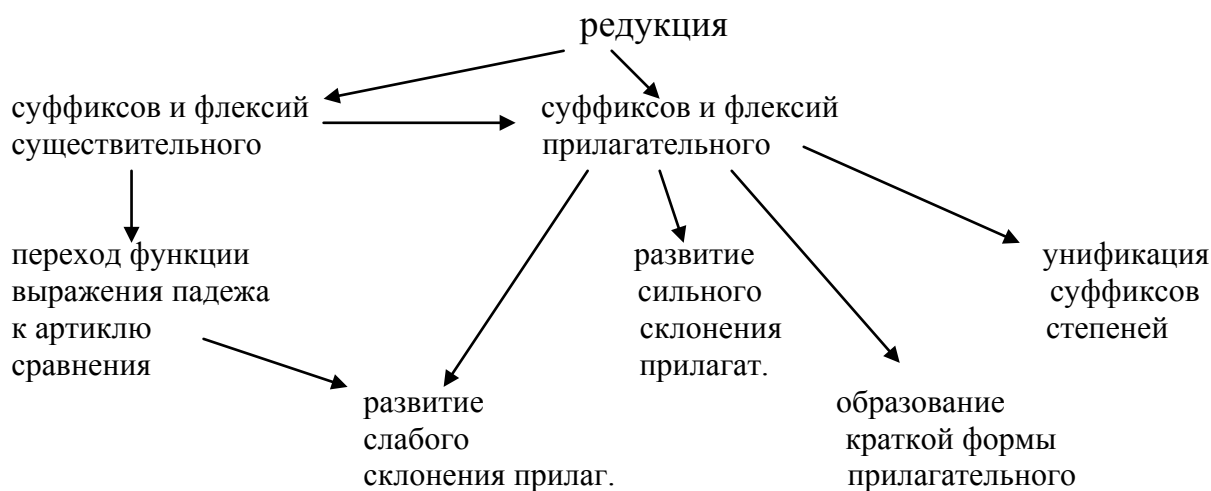 редукция
суффиксов и флексий
существительного
суффиксов и флексий
прилагательного
переход функции
выражения падежа
к артиклю
сравнения
развитие
сильного
склонения
прилагат.
унификация
суффиксов
степеней
развитие
слабого
склонения прилаг.
образование
краткой формы
прилагательного